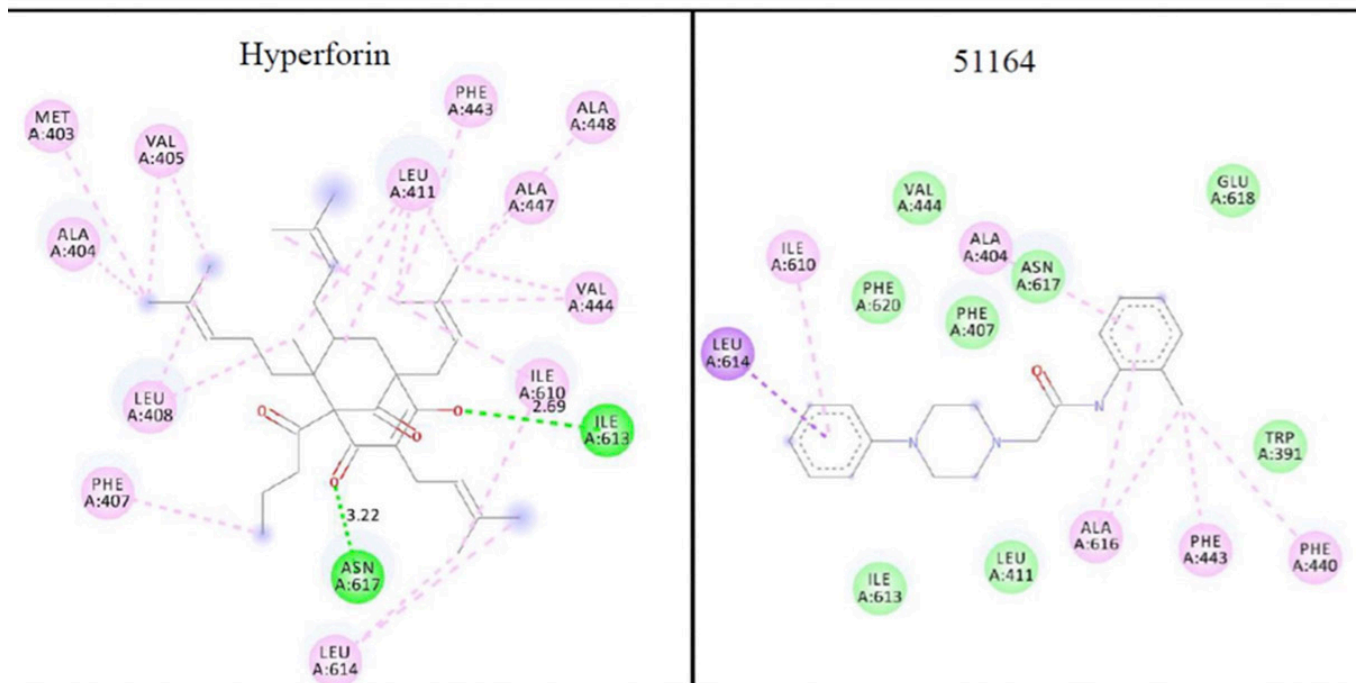 Hyperforin
MET
A:403
VAL
A:405
PHE
A:443
ALA
A:448
LEU
A:411
ALA
A:447
ALA
A:404
VAL
A:444
LEU
A:408
ILE
A:610
2.69
ILE
A:613
O
O
O
O
PHE
A:407
3.22
ASN
A:617
LEU
A:614
51164
VAL
A:444
GLU
A:618
ILE
A:610
ALA
A:404
ASN
A:617
PHE
A:620
PHE
A:407
LEU
A:614
O
N
N
N
TRP
A:391
ALA
A:616
PHE
A:443
PHE
A:440
LEU
A:411
ILE
A:613